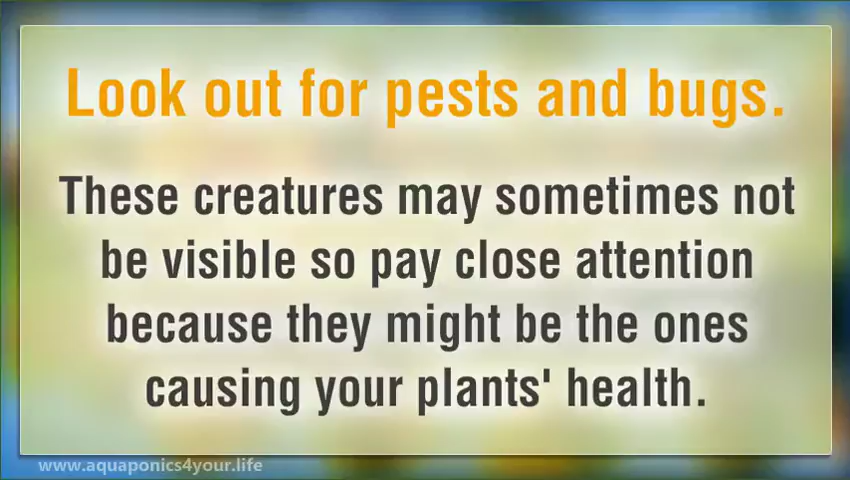 Look out for pests and bugs.
These creatures may sometimes not
be visible so pay close attention
because they might be the ones
causing your plants' health.
www.aquaponics4your.life